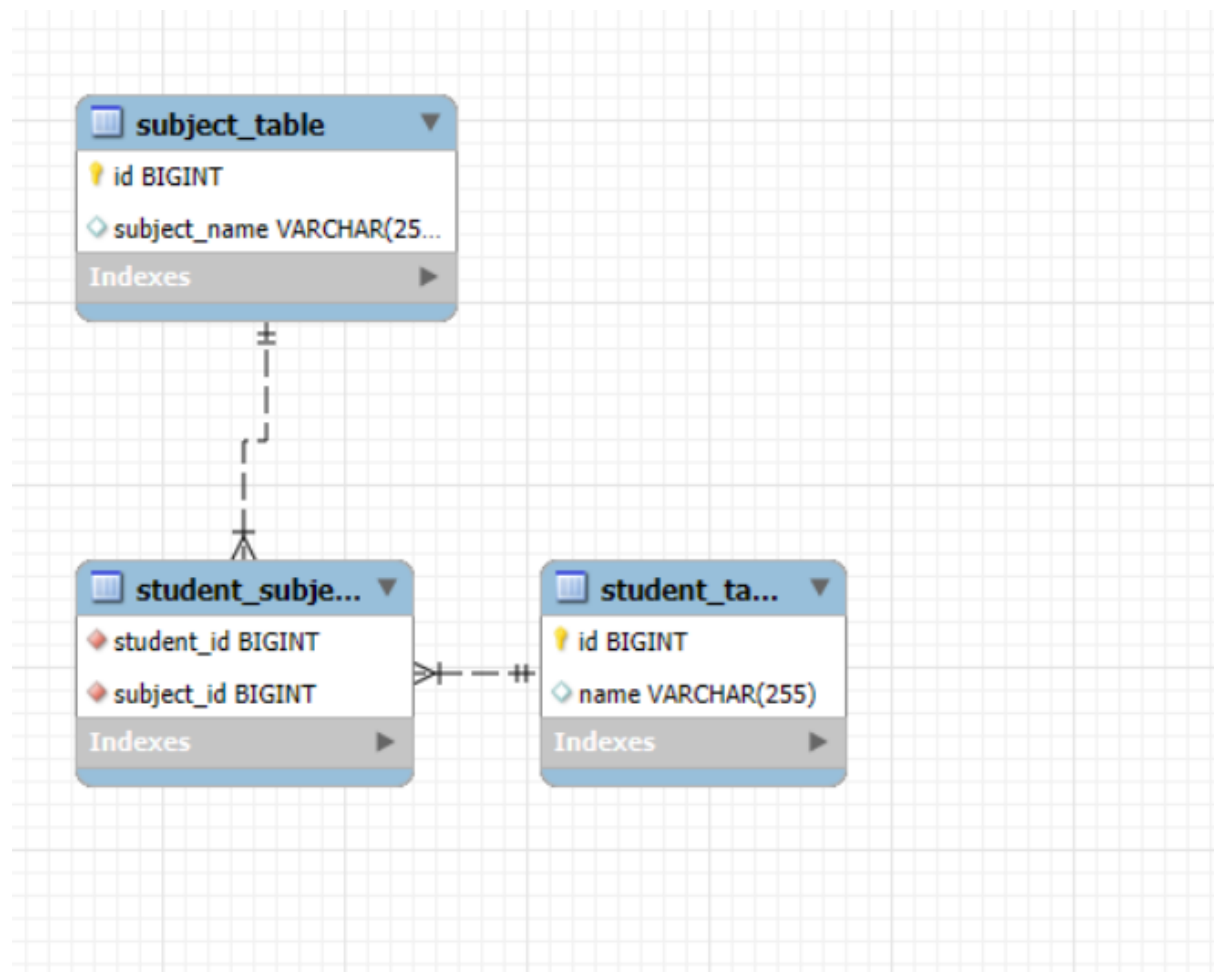 subject_table
id BIGINT
subject_name VARCHAR(25...
Indexes
student_subje...
student_id BIGINT
subject_id BIGINT
Indexes
student_ta...
id BIGINT
name VARCHAR(255)
Indexes